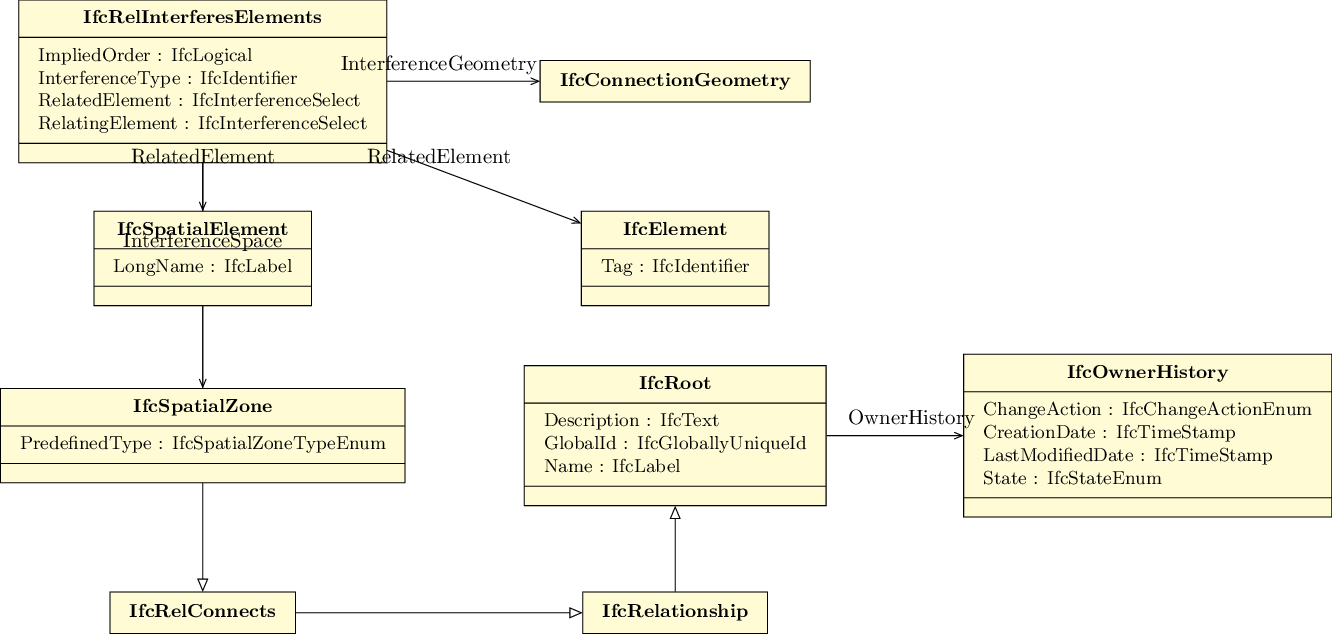 IfcRelInterferesElements
ImpliedOrder : IfcLogical
InterferenceType : IfcIdentifier
RelatedElement : IfcInterferenceSelect
RelatingElement : IfcInterferenceSelect
InterferenceGeometry
IfcConnectionGeometry
RelatedElement
RelatedElement
IfcSpatialElement
InterferenceSpace
LongName : IfcLabel
IfcElement
Tag : IfcIdentifier
IfcSpatialZone
PredefinedType : IfcSpatialZoneTypeEnum
IfcRoot
Description : IfcText
GlobalId : IfcGloballyUniqueId
Name : IfcLabel
OwnerHistory
IfcOwnerHistory
ChangeAction : IfcChangeActionEnum
CreationDate : IfcTimeStamp
LastModifiedDate : IfcTimeStamp
State : IfcStateEnum
IfcRelConnects
IfcRelationship